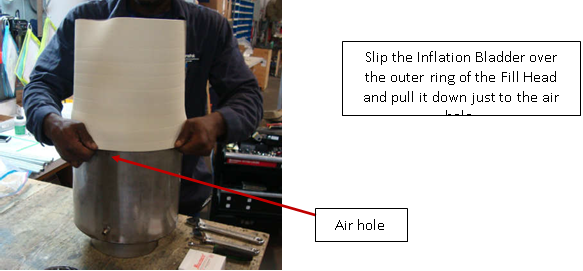 Slip the Inflation Bladder over
the outer ring of the Fill Head
and pull it down just to the air
Air hole